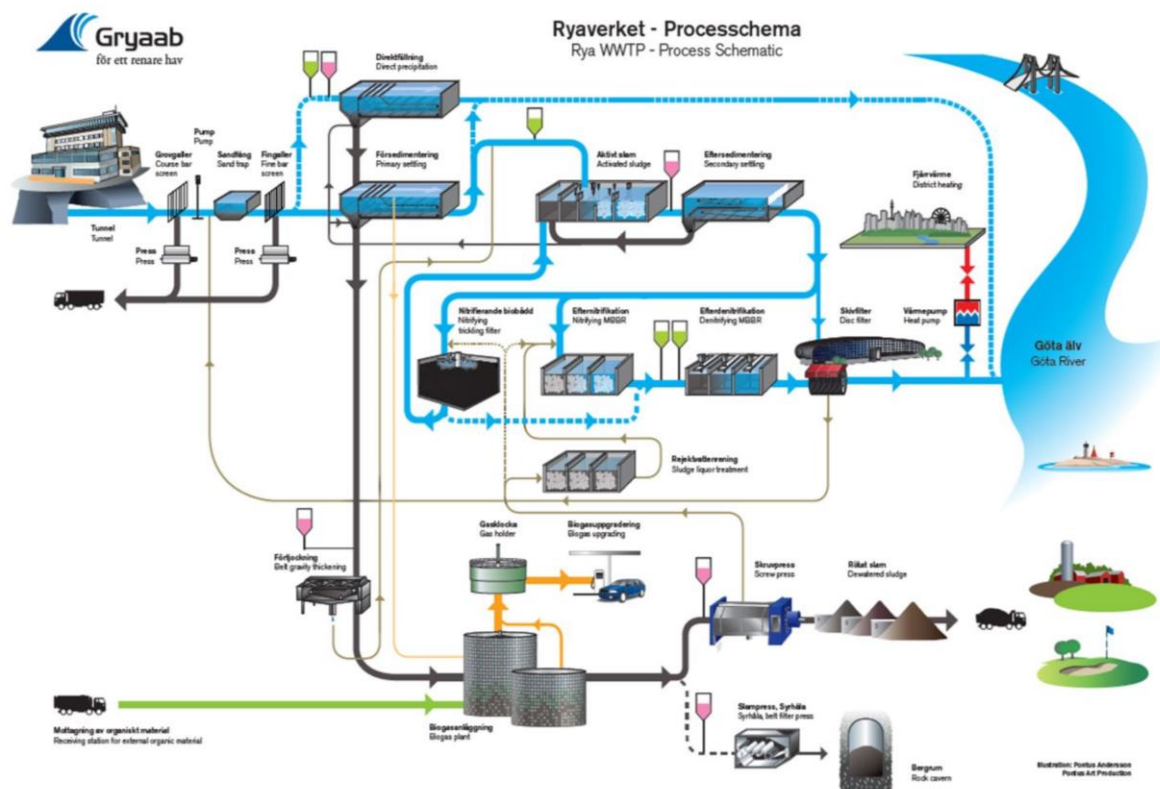 Gryaab
för ett renare hav
Ryaverket - Processchema
Rya WWTP - Process Schematic
Direktfällning
Direct precipitation
Grovgaller
Course bar
screen
Pump
Pump
Sandfång
Sand trap
Fingaller
Fine bar
screen
Försedimentering
Primary settling
Aktivt slam
Activated sludge
Eftersedimentering
Secondary settling
Fjärrvärme
District heating
Tunnel
Tunnel
Press
Press
Press
Press
Nitrifierande biobädd
Nitrifying
trickling filter
Efternitrifikation
Nitrifying MBBR
Efterdenitrifikation
Denitrifying MBBR
Skivfilter
Disc filter
Värmepump
Heat pump
Göta älv
Göta River
Rejektvattenrening
Sludge liquor treatment
Gasklocka
Gas holder
Biogasuppgradering
Biogas upgrading
Förtjockning
Belt gravity thickening
Skruvpress
Screw press
Rötat slam
Dewatered sludge
Mottagning av organiskt material
Receiving station for external organic material
Biogasanläggning
Biogas plant
Slampress, Syrhåla
Syrhåla, belt filter press
Bergrum
Rock cavern
Illustration: Pontus Andersson
Pontus Art Production